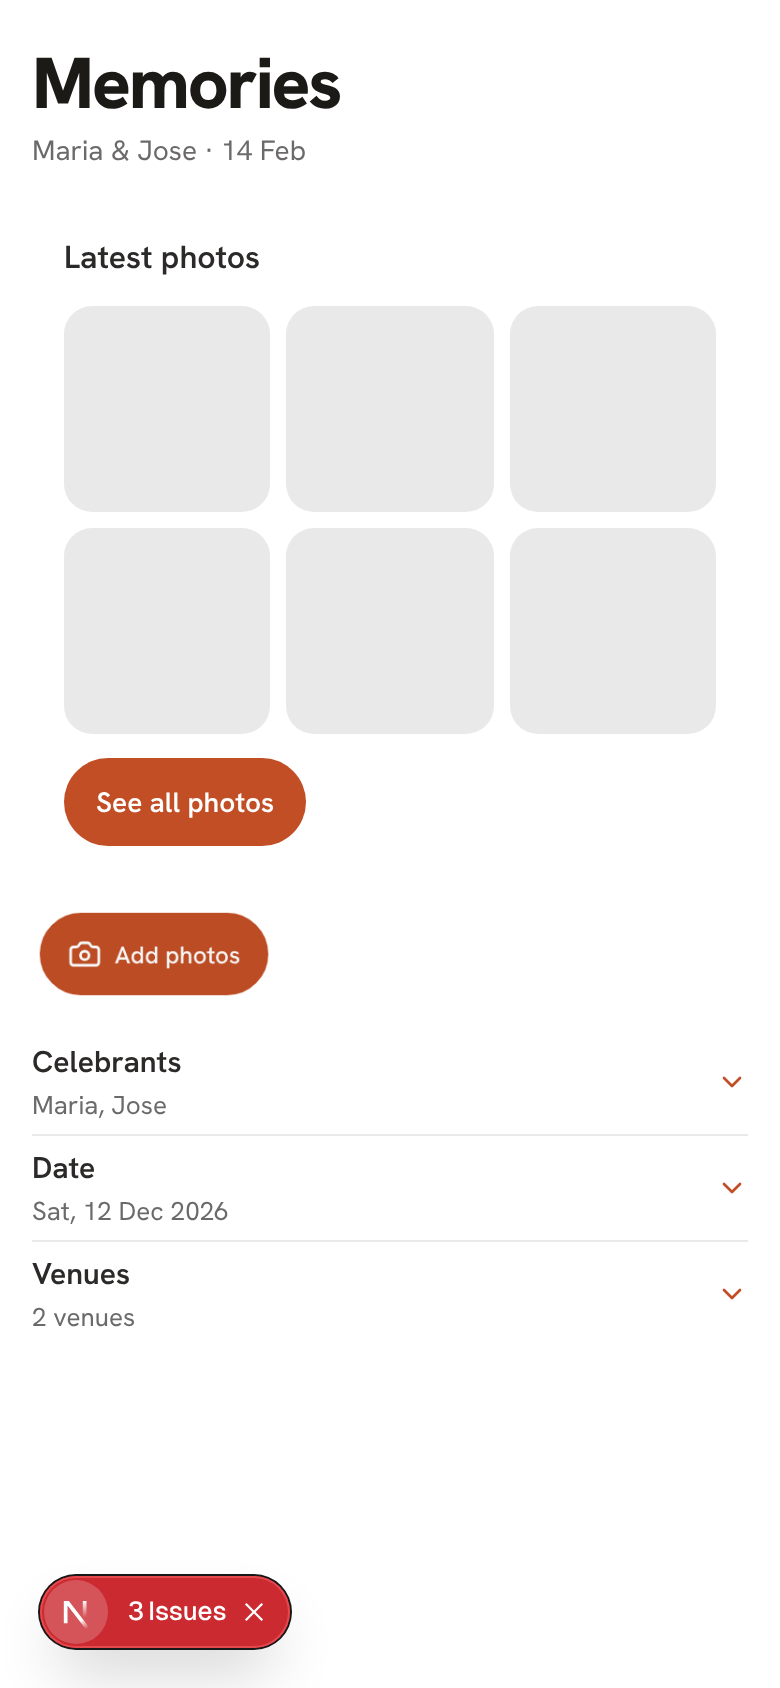 Memories
Maria & Jose · 14 Feb
Latest photos
See all photos
Add photos
Celebrants
Maria, Jose
Date
Sat, 12 Dec 2026
Venues
2 venues
N 3 Issues